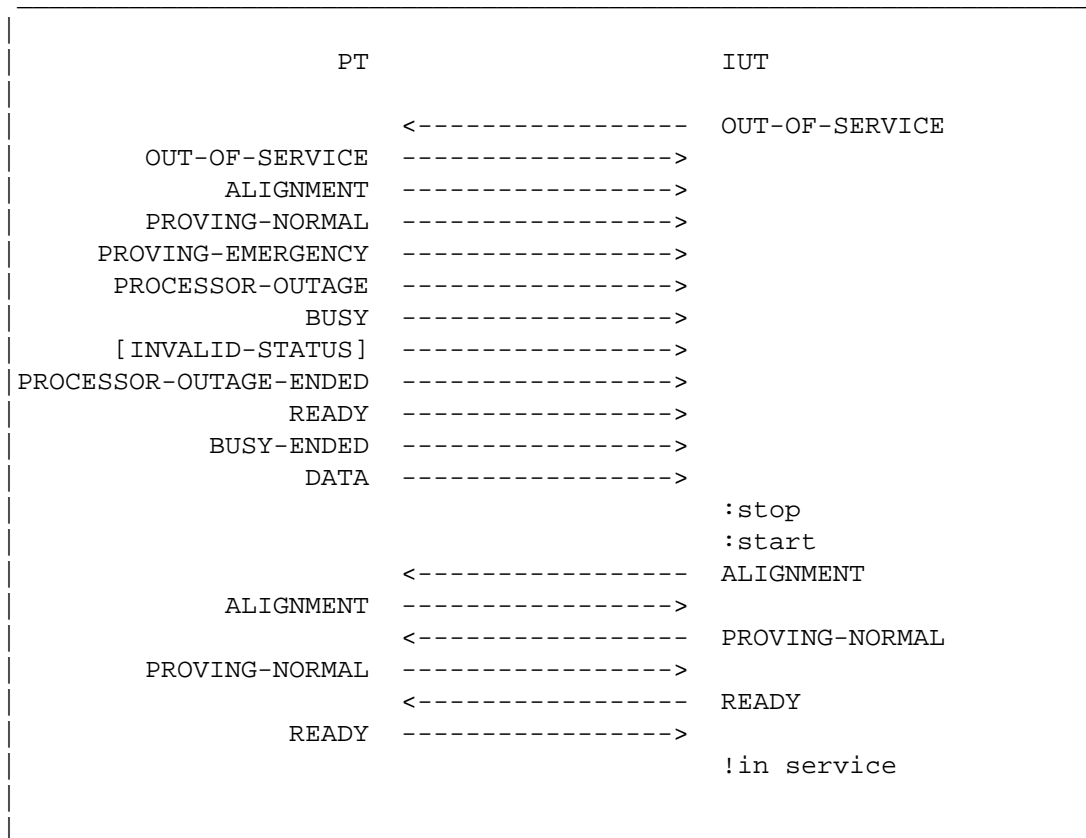 PT IUT
<----------------- OUT-OF-SERVICE
OUT-OF-SERVICE ----------------->
ALIGNMENT ----------------->
PROVING-NORMAL ----------------->
PROVING-EMERGENCY ----------------->
PROCESSOR-OUTAGE ----------------->
BUSY ----------------->
[INVALID-STATUS] ----------------->
PROCESSOR-OUTAGE-ENDED ----------------->
READY ----------------->
BUSY-ENDED ----------------->
DATA ----------------->
:stop
:start
<----------------- ALIGNMENT
ALIGNMENT ----------------->
<----------------- PROVING-NORMAL
PROVING-NORMAL ----------------->
<----------------- READY
READY ----------------->
!in service